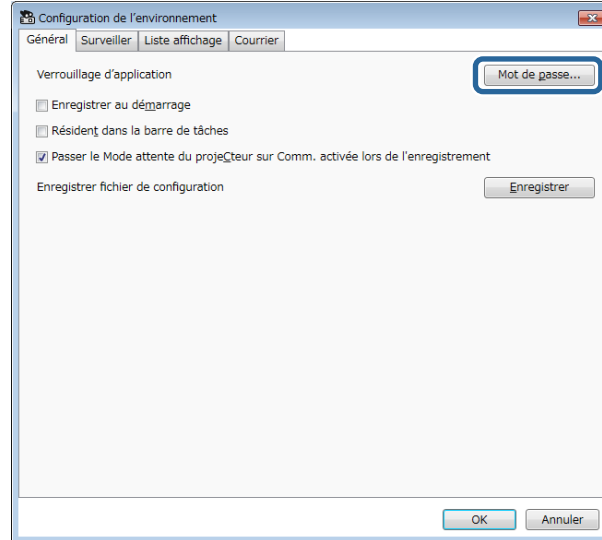 Configuration de l'environnement
Général Surveiller Liste affichage Courrier
Verrouillage d'application Mot de passe...
Enregistrer au démarrage
Résident dans la barre de tâches
Passer le Mode attente du projeCteur sur Comm. activée lors de l'enregistrement
Enregistrer fichier de configuration Enregistrer
OK Annuler